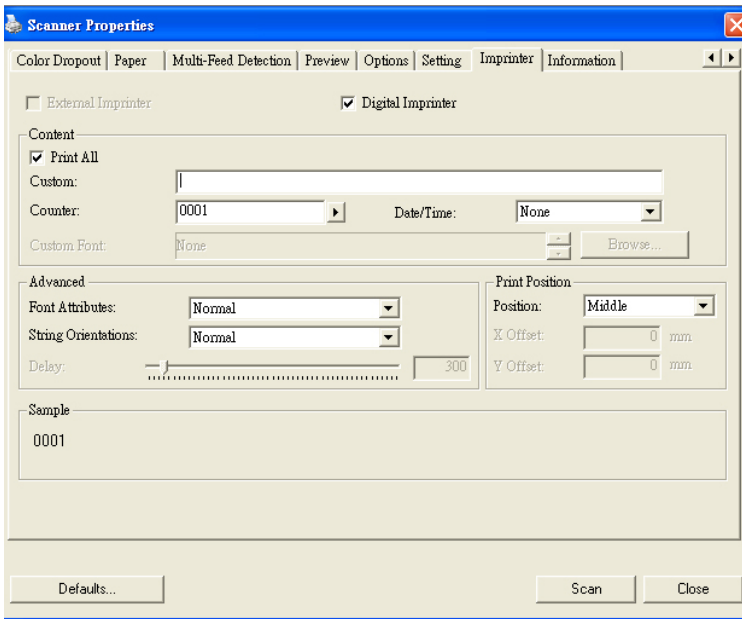 Scanner Properties
Color Dropout Paper Multi-Feed Detection Preview Options Setting Imprinter Information
External Imprinter Digital Imprinter
Content
Print All
Custom:
Counter: 0001 Date/Time: None
Custom Font: None Browse...
Advanced Print Position
Font Attributes: Normal Position: Middle
String Orientations: Normal X Offset: 0 mm
Delay: 300 Y Offset: 0 mm
Sample
0001
Defaults... Scan Close